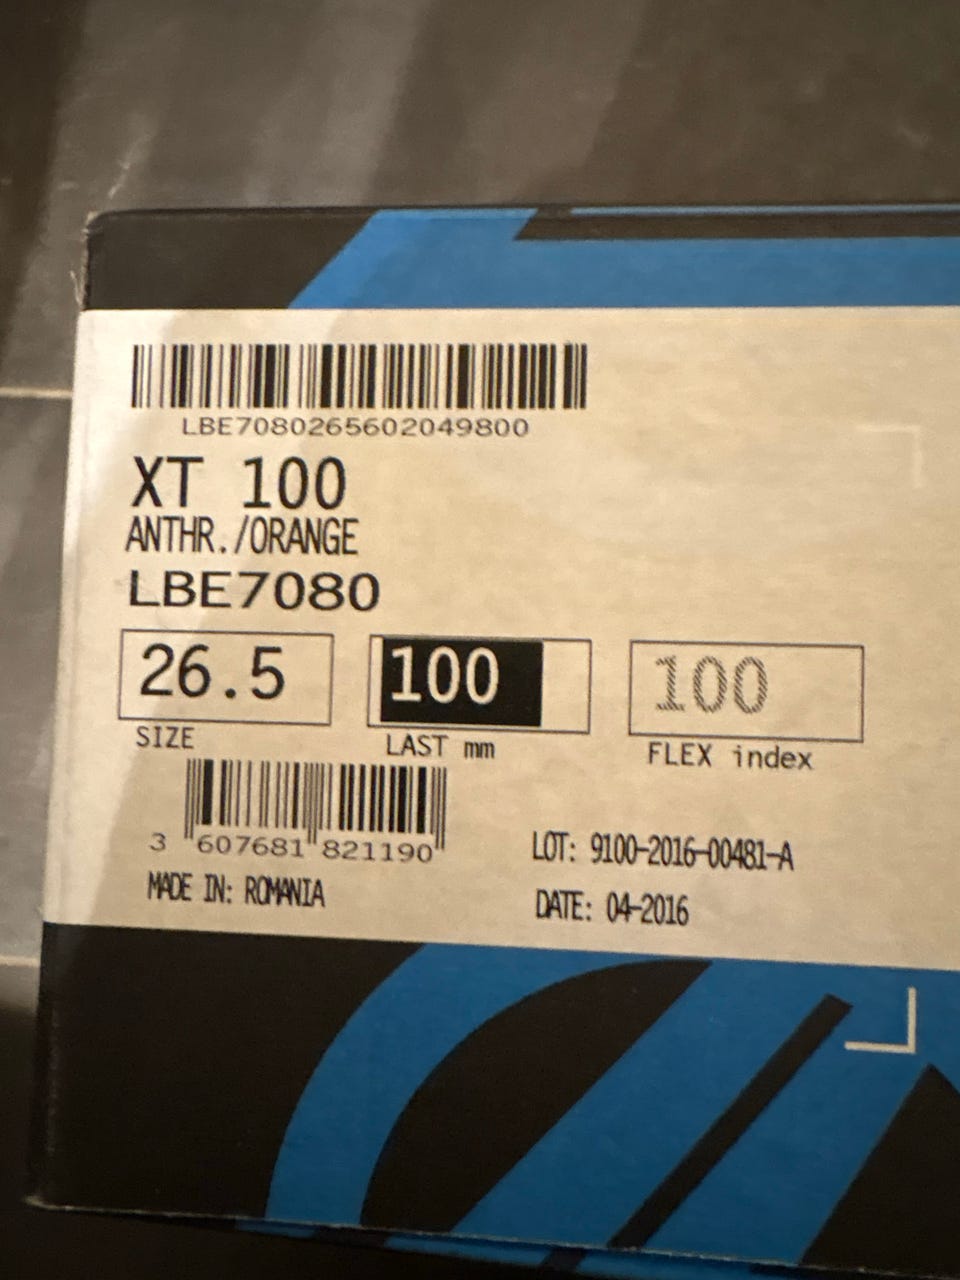 LBE7080265602049800
XT 100
ANTHR./ORANGE
LBE7080
26.5
SIZE
100
LAST mm
100
FLEX index
3 607681 821190
LOT: 9100-2016-00481-A
MADE IN: ROMANIA
DATE: 04-2016